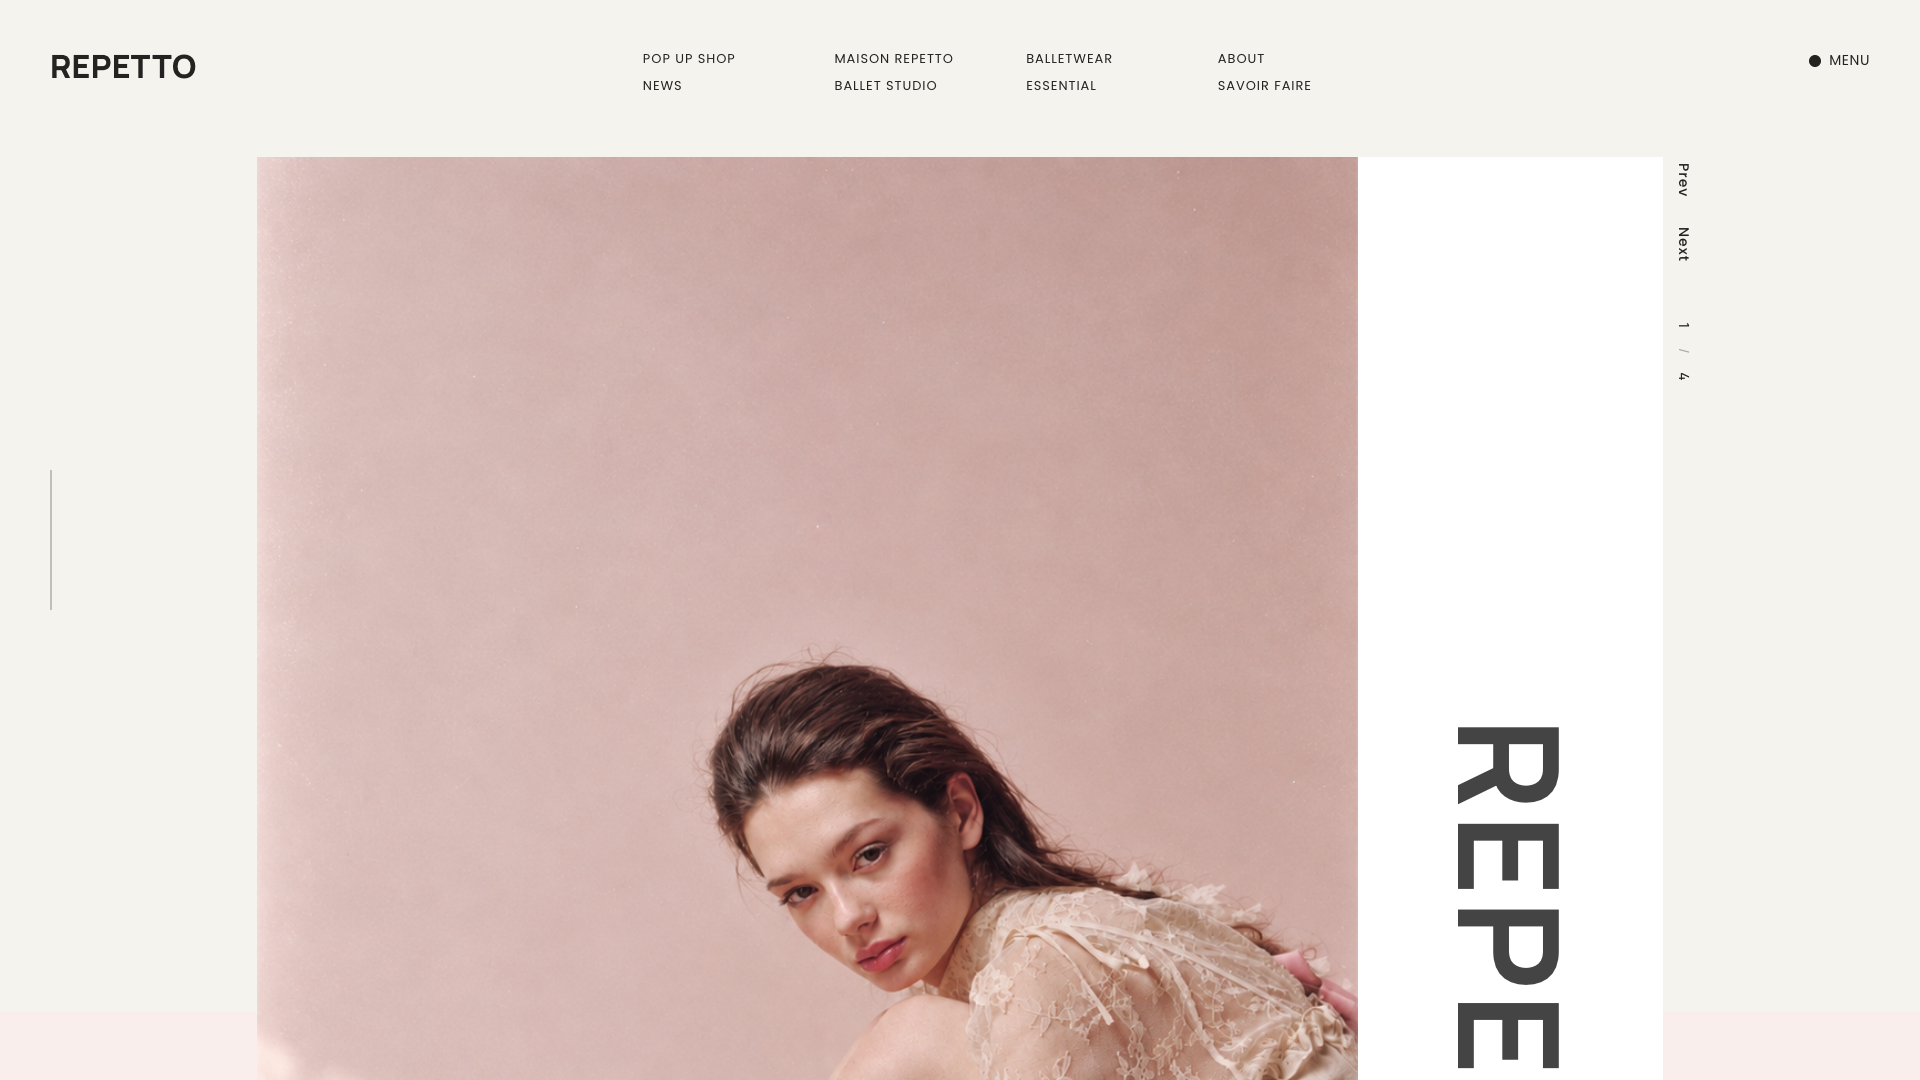 REPETTO
POP UP SHOP
NEWS
MAISON REPETTO
BALLET STUDIO
BALLETWEAR
ESSENTIAL
ABOUT
SAVOIR FAIRE
MENU
Prev Next
1 / 4
REPE